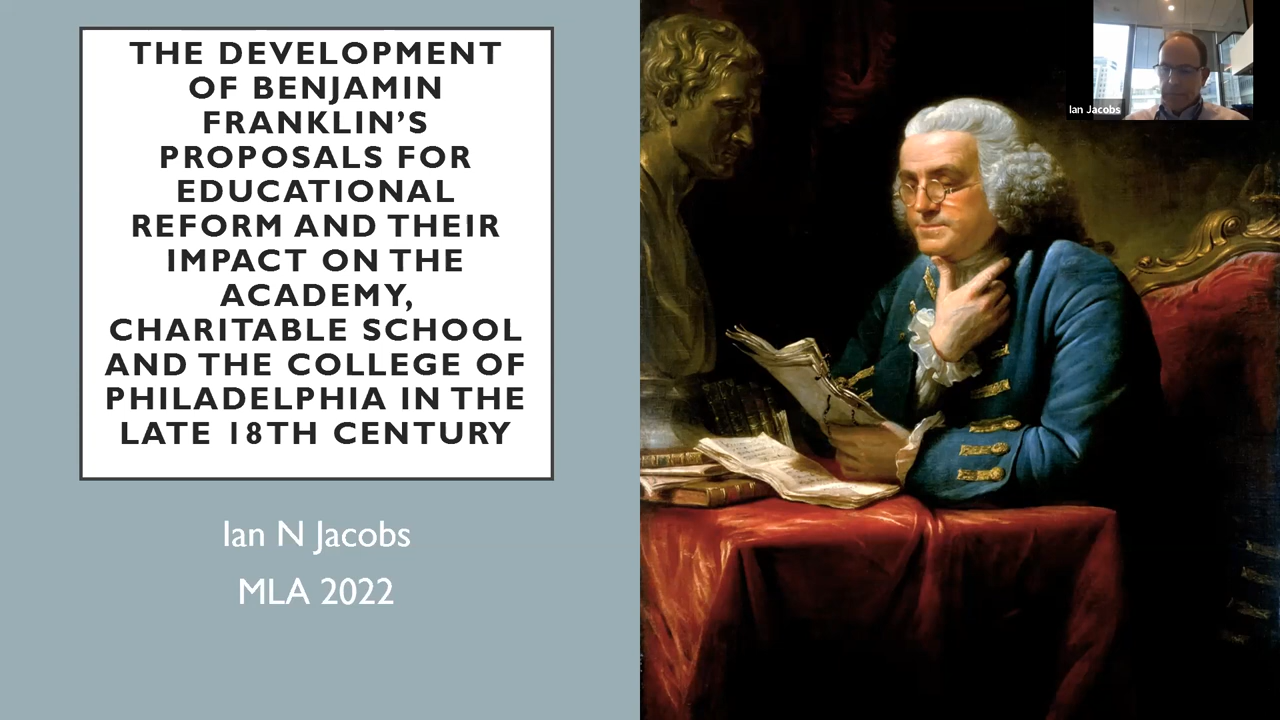 THE DEVELOPMENT
OF BENJAMIN
FRANKLIN'S
PROPOSALS FOR
EDUCATIONAL
REFORM AND THEIR
IMPACT ON THE
ACADEMY,
CHARITABLE SCHOOL
AND THE COLLEGE OF
PHILADELPHIA IN THE
LATE 18TH CENTURY
Ian N Jacobs
MLA 2022
Ian Jacobs